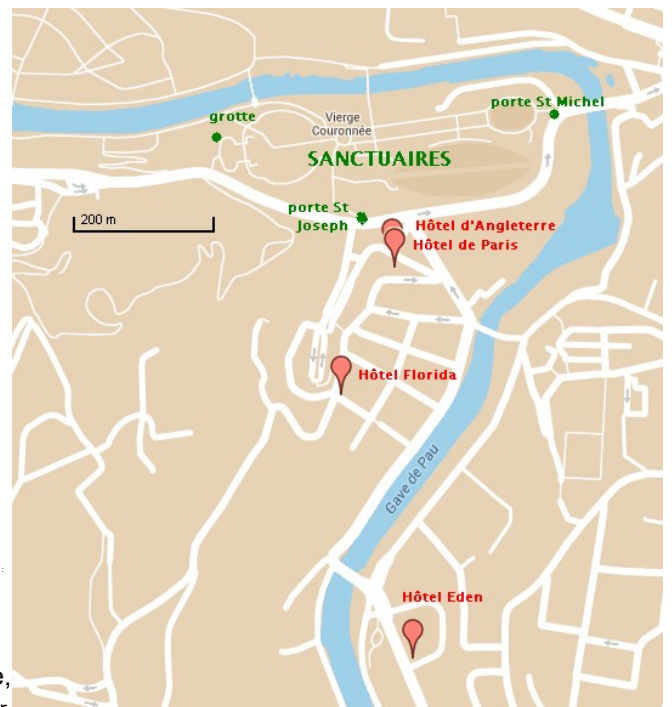 porte St Michel
grotte
Vierge
Couronnée
SANCTUAIRES
porte St
Joseph
200 m
Hôtel d'Angleterre
Hôtel de Paris
Hôtel Florida
Gave de Pau
Hôtel Eden